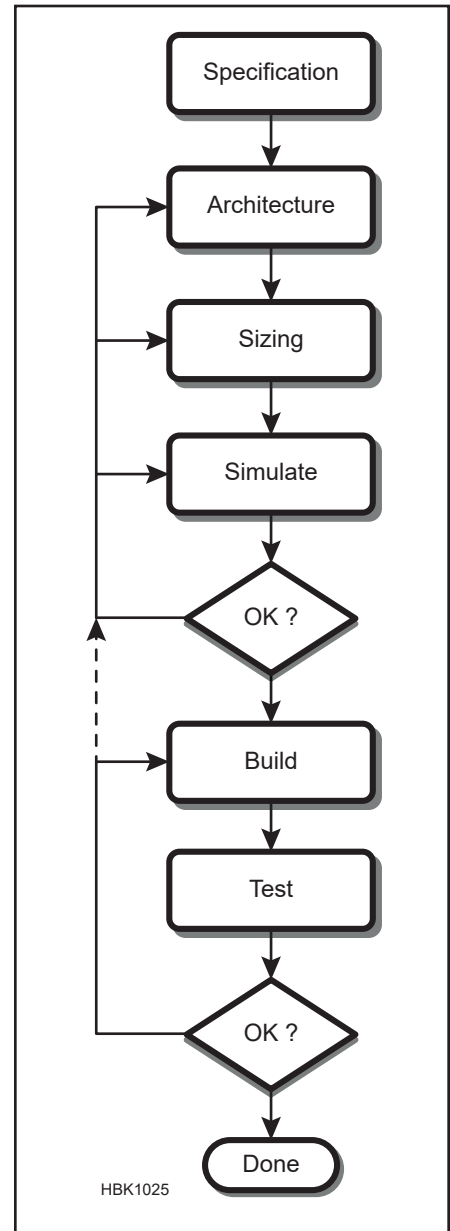 Specification
Architecture
Sizing
Simulate
OK ?
Build
Test
OK ?
Done
HBK1025